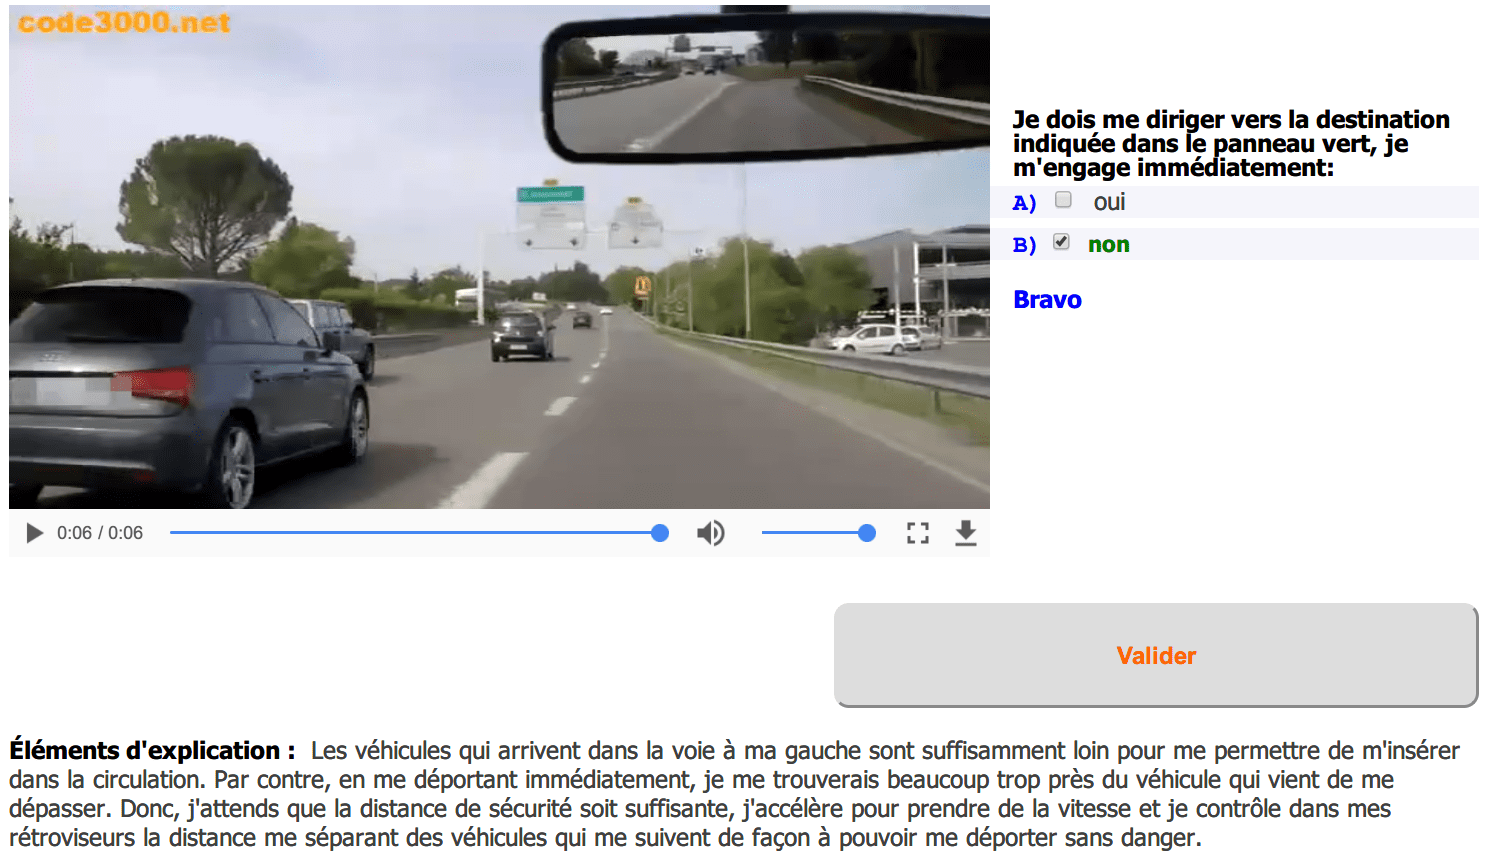 code3000.net
Je dois me diriger vers la destination
indiquée dans le panneau vert, je
m'engage immédiatement:
A) oui
B) non
Bravo
0:06 / 0:06
Valider
Éléments d'explication : Les véhicules qui arrivent dans la voie à ma gauche sont suffisamment loin pour me permettre de m'insérer
dans la circulation. Par contre, en me déportant immédiatement, je me trouverais beaucoup trop près du véhicule qui vient de me
dépasser. Donc, j'attends que la distance de sécurité soit suffisante, j'accélère pour prendre de la vitesse et je contrôle dans mes
rétroviseurs la distance me séparant des véhicules qui me suivent de façon à pouvoir me déporter sans danger.